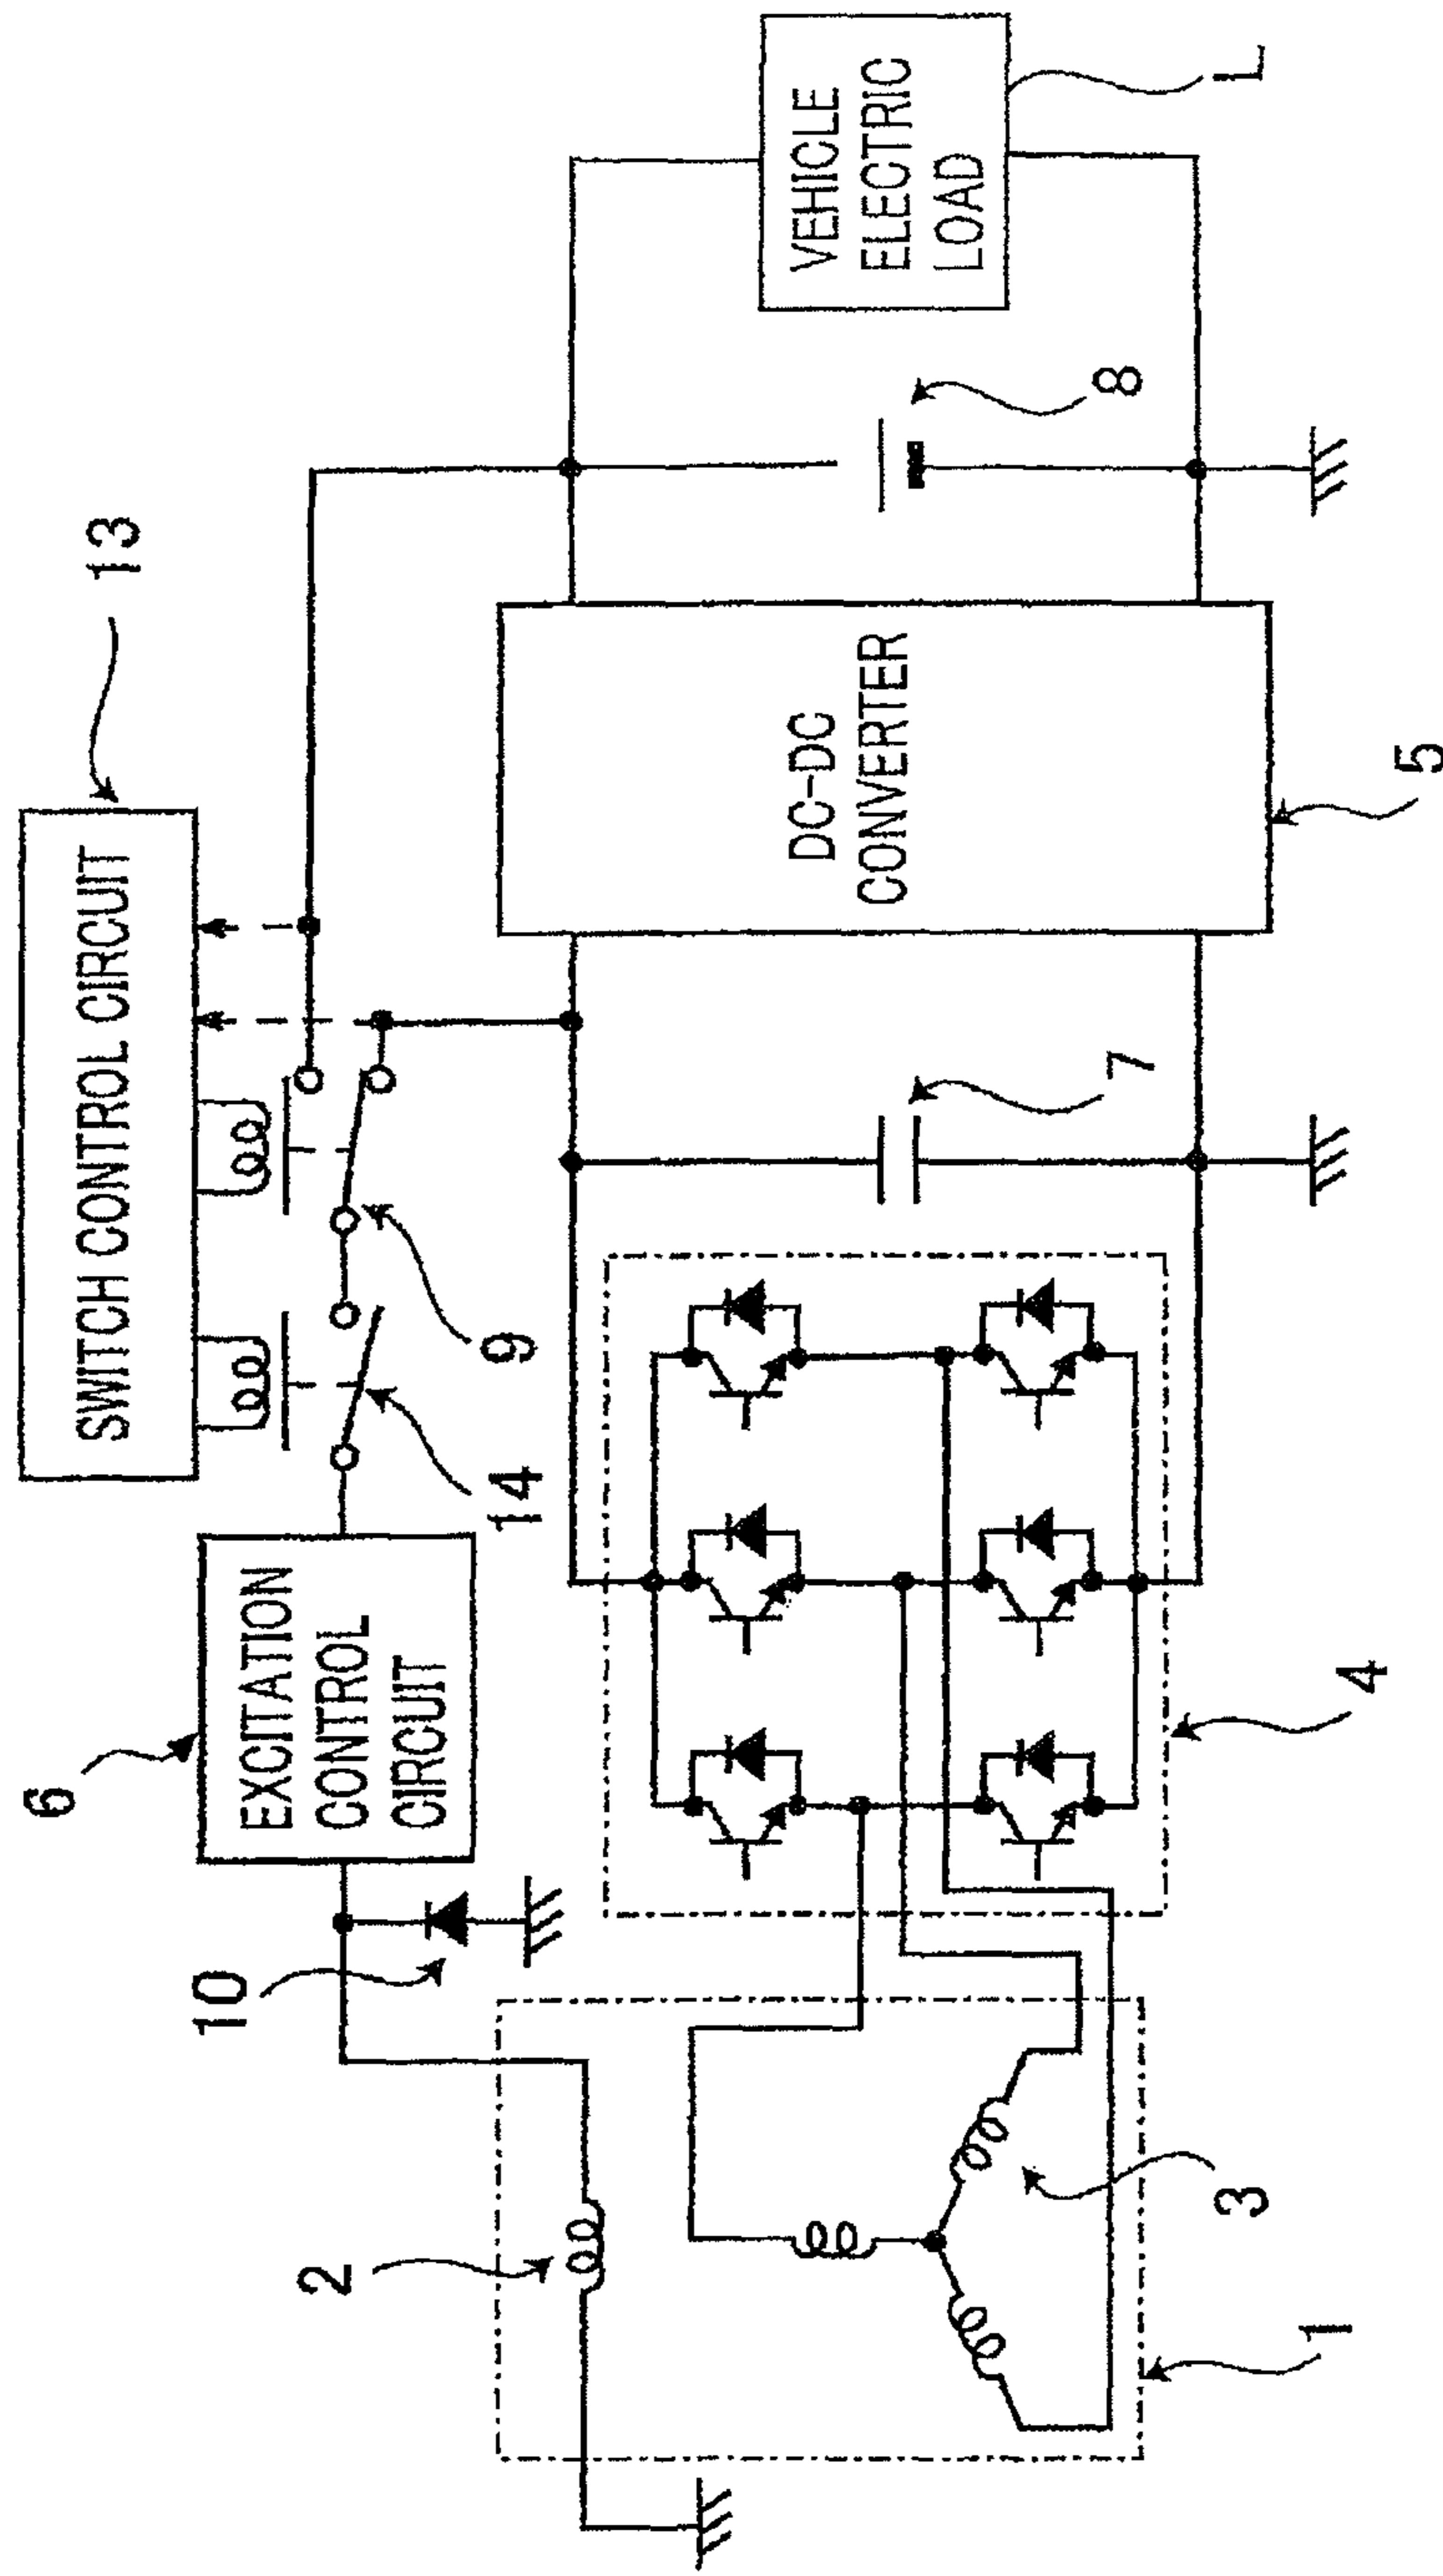 13
SWITCH CONTROL CIRCUIT
6
EXCITATION
CONTROL
CIRCUIT
14
9
10
2
VEHICLE
ELECTRIC
LOAD
L
8
DC-DC
CONVERTER
5
7
4
3
1